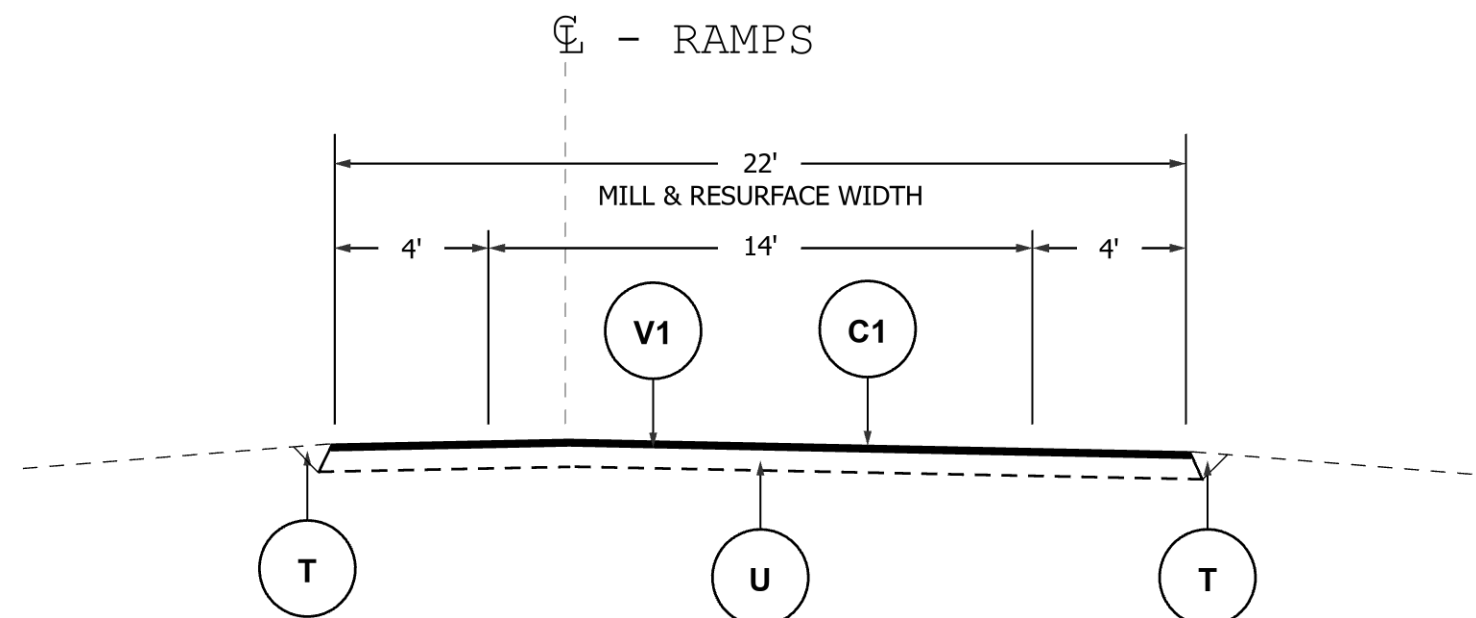 ℄ - RAMPS
22'
MILL & RESURFACE WIDTH
4' 14' 4'
V1 C1
T U T